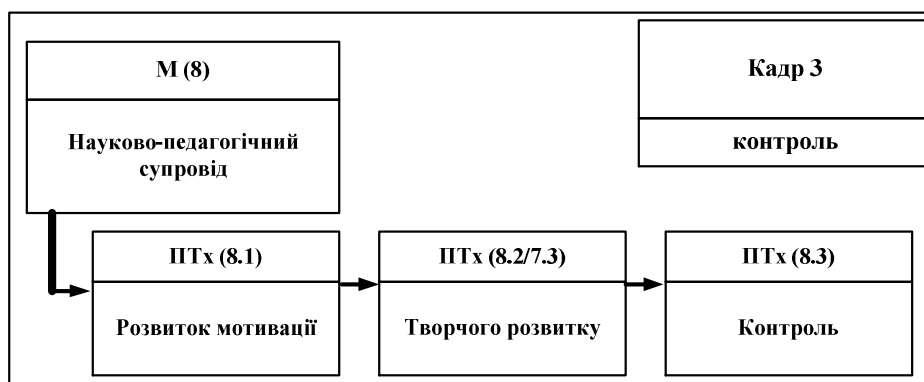 М (8)
Науково-педагогічний
супровід
Кадр 3
контроль
ПТх (8.1)
Розвиток мотивації
ПТх (8.2/7.3)
Творчого розвитку
ПТх (8.3)
Контроль